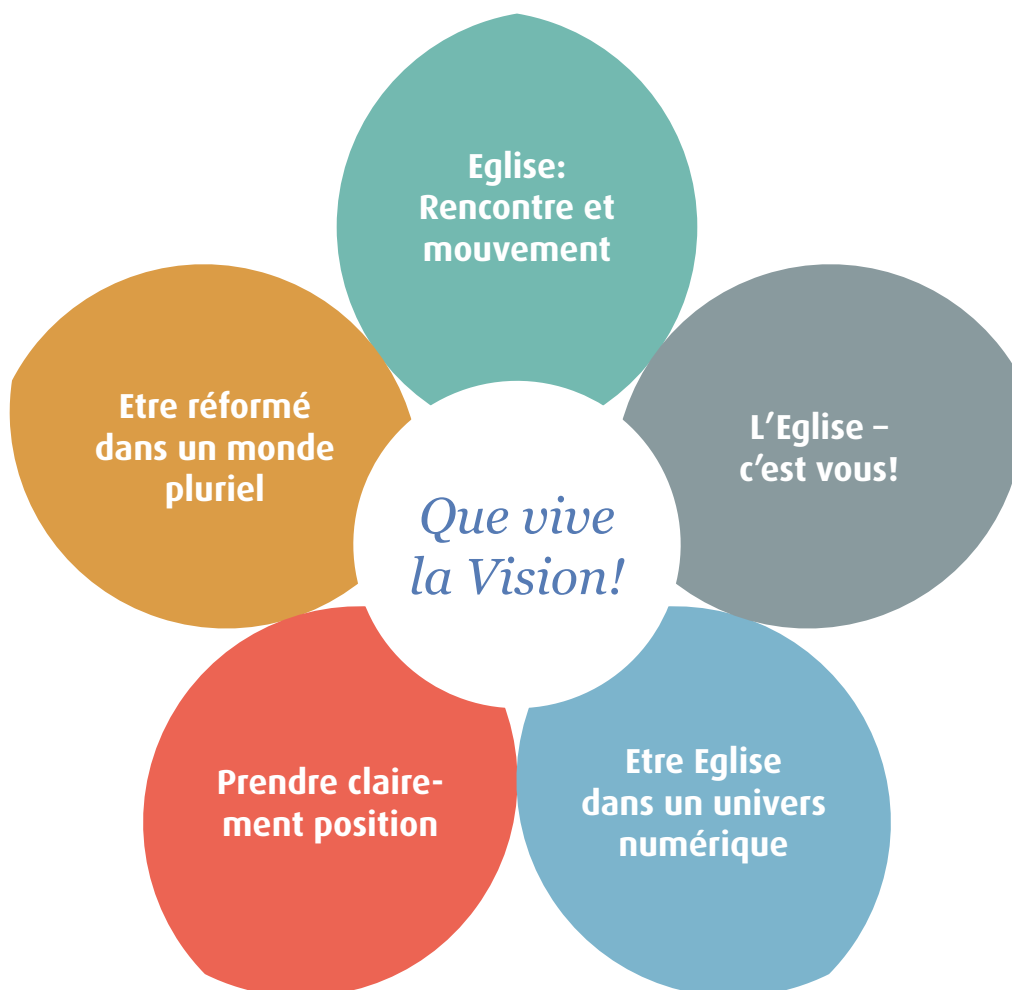 Eglise:
Rencontre et
mouvement
L'Eglise –
c'est vous!
Etre Eglise
dans un univers
numérique
Prendre claire-
ment position
Etre réformé
dans un monde
pluriel
Que vive
la Vision!